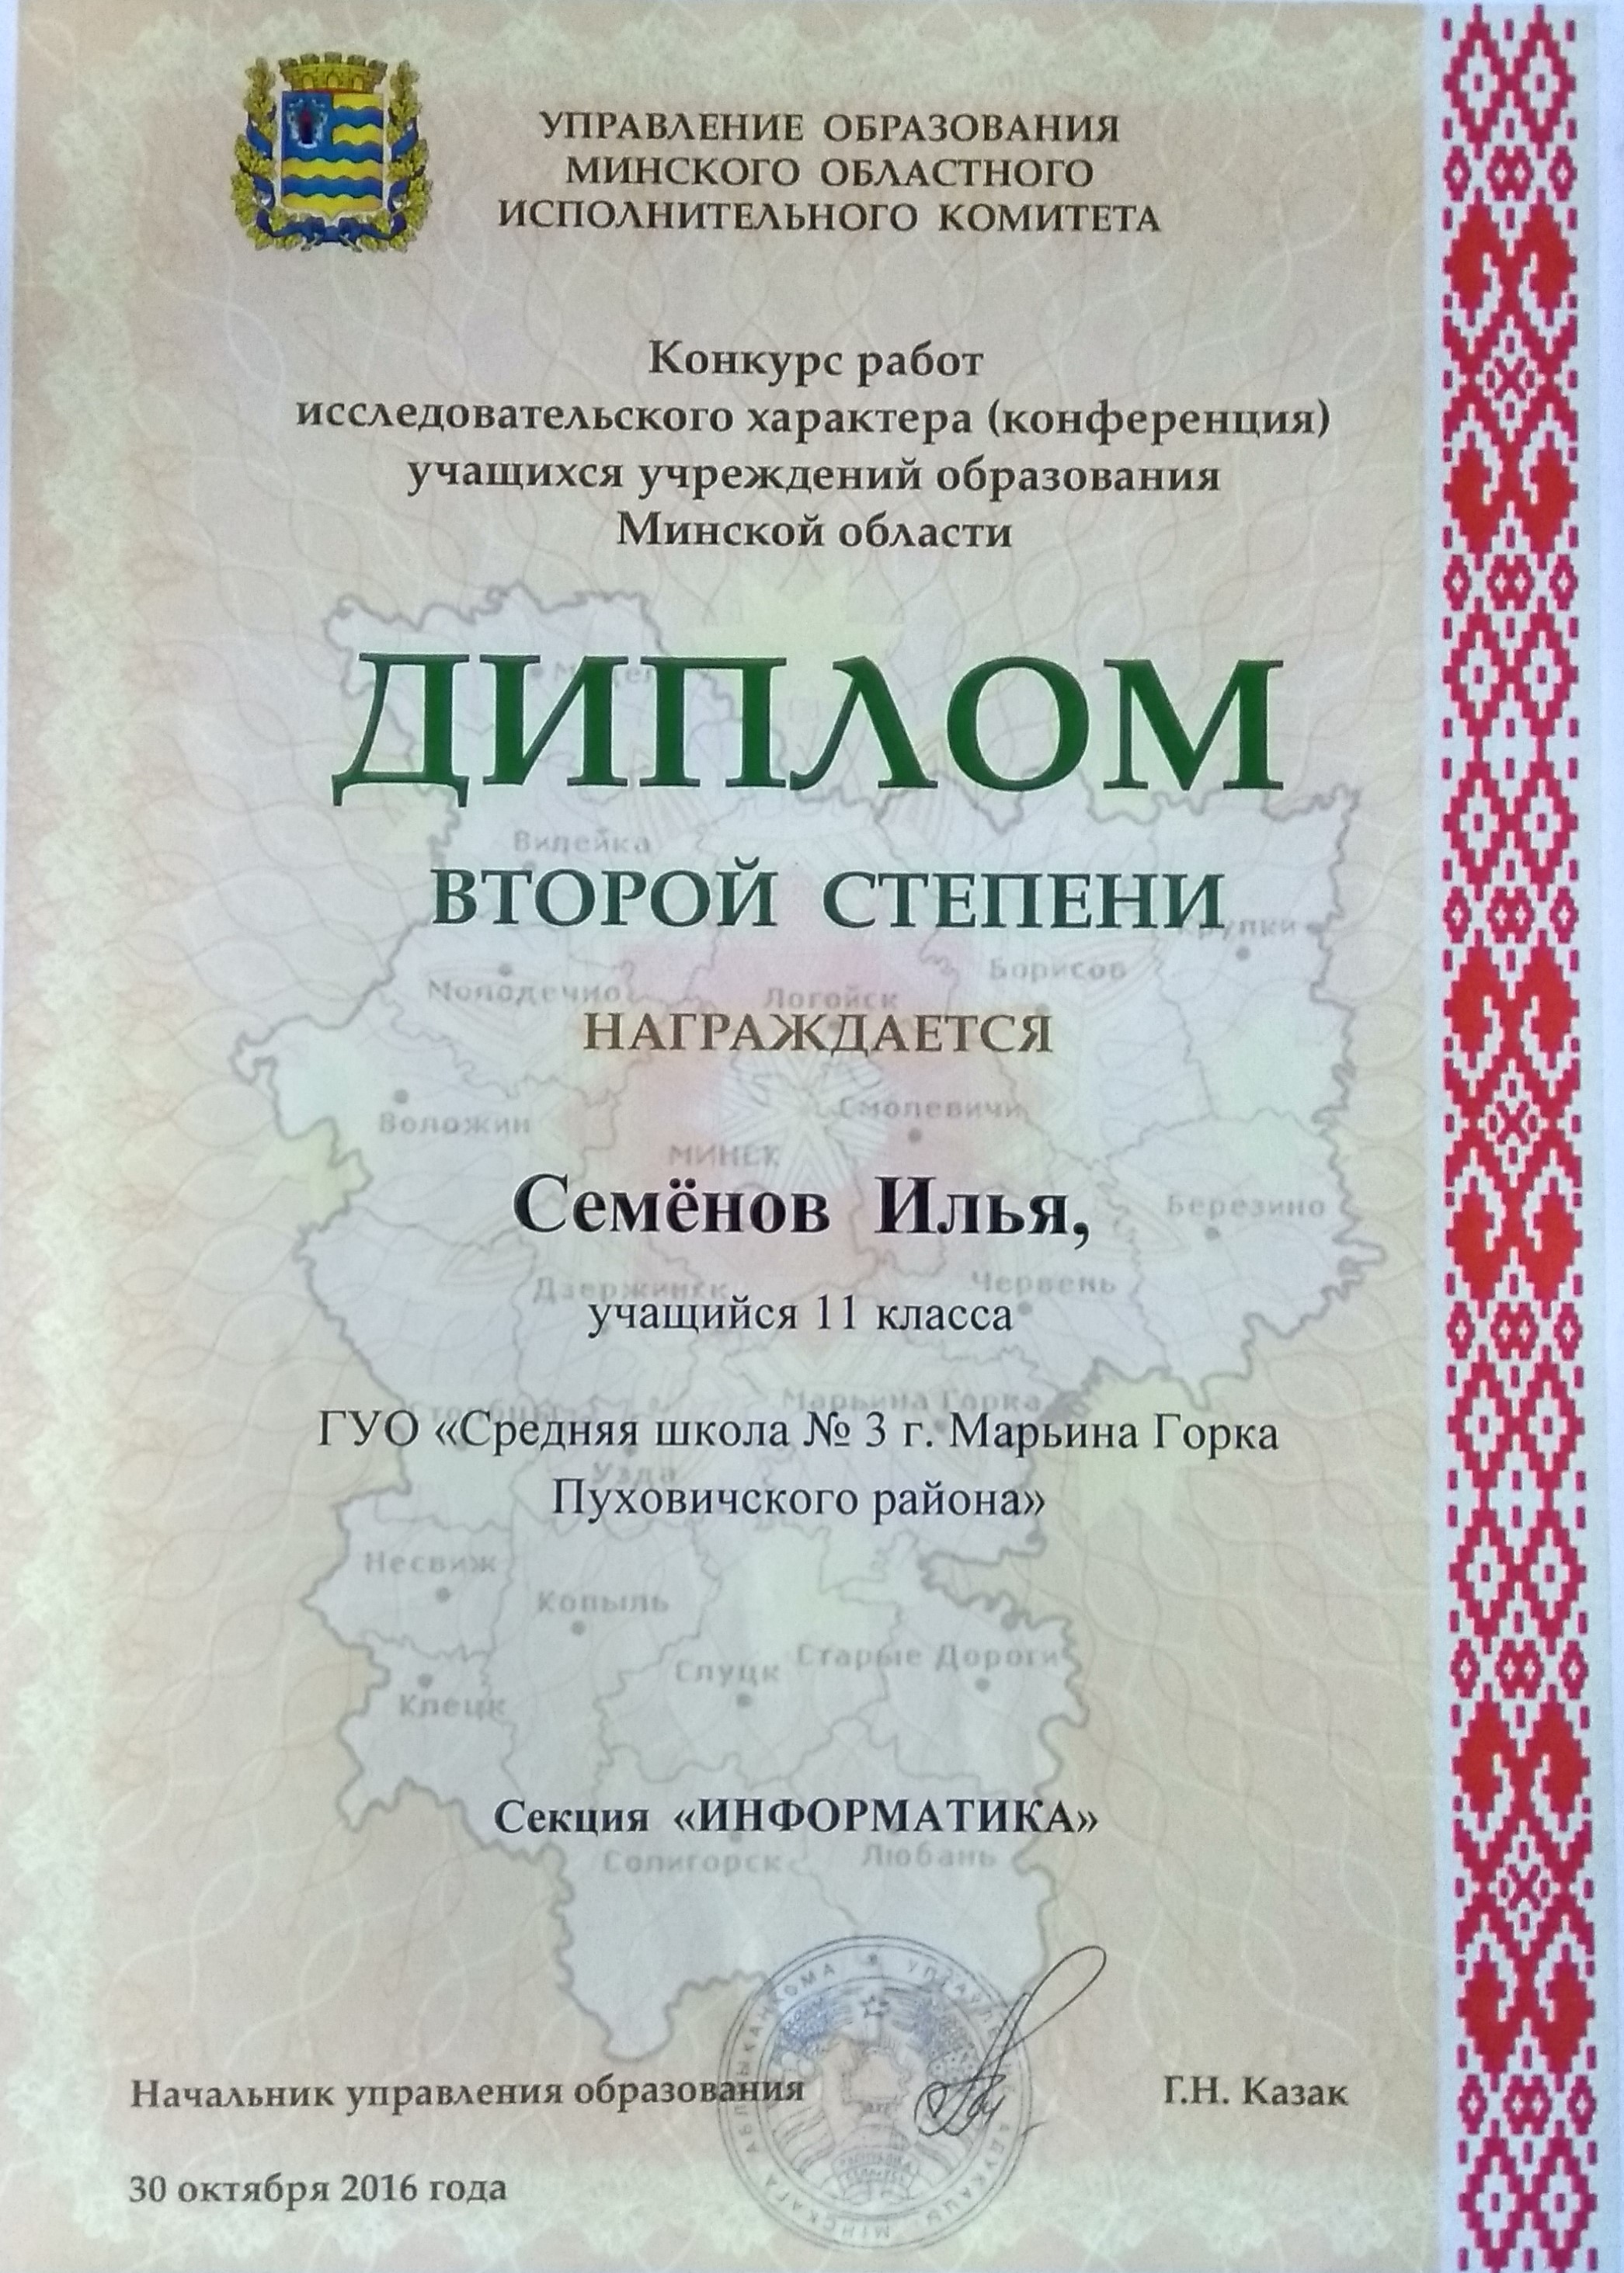 УПРАВЛЕНИЕ ОБРАЗОВАНИЯ
МИНСКОГО ОБЛАСТНОГО
ИСПОЛНИТЕЛЬНОГО КОМИТЕТА
Конкурс работ
исследовательского характера (конференция)
учащихся учреждений образования
Минской области
ДИПЛОМ
Вилейка
ВТОРОЙ СТЕПЕНИ
Крупки
Борисов
Молодечно
Логойск
НАГРАЖДАЕТСЯ
Смолевичи
Воложин
МИНСК
Семёнов Илья,
Березино
Дзержинск
Червень
учащийся 11 класса
Марьина Горка
ГУО «Средняя школа № 3 г. Марьина Горка
Узда
Пуховичского района»
Несвиж
Копыль
Старые Дороги
Слуцк
Клецк
Секция «ИНФОРМАТИКА»
Солигорск
Любань
Начальник управления образования
Г.Н. Казак
30 октября 2016 года